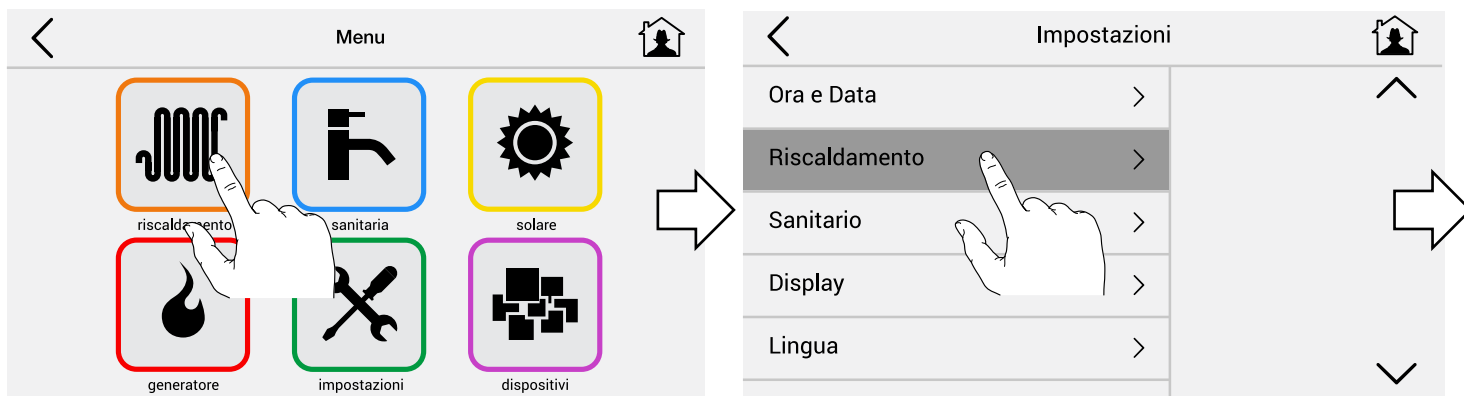 Menu
riscaldamento
sanitaria
solare
generatore
impostazioni
dispositivi
Impostazioni
Ora e Data
Riscaldamento
Sanitario
Display
Lingua